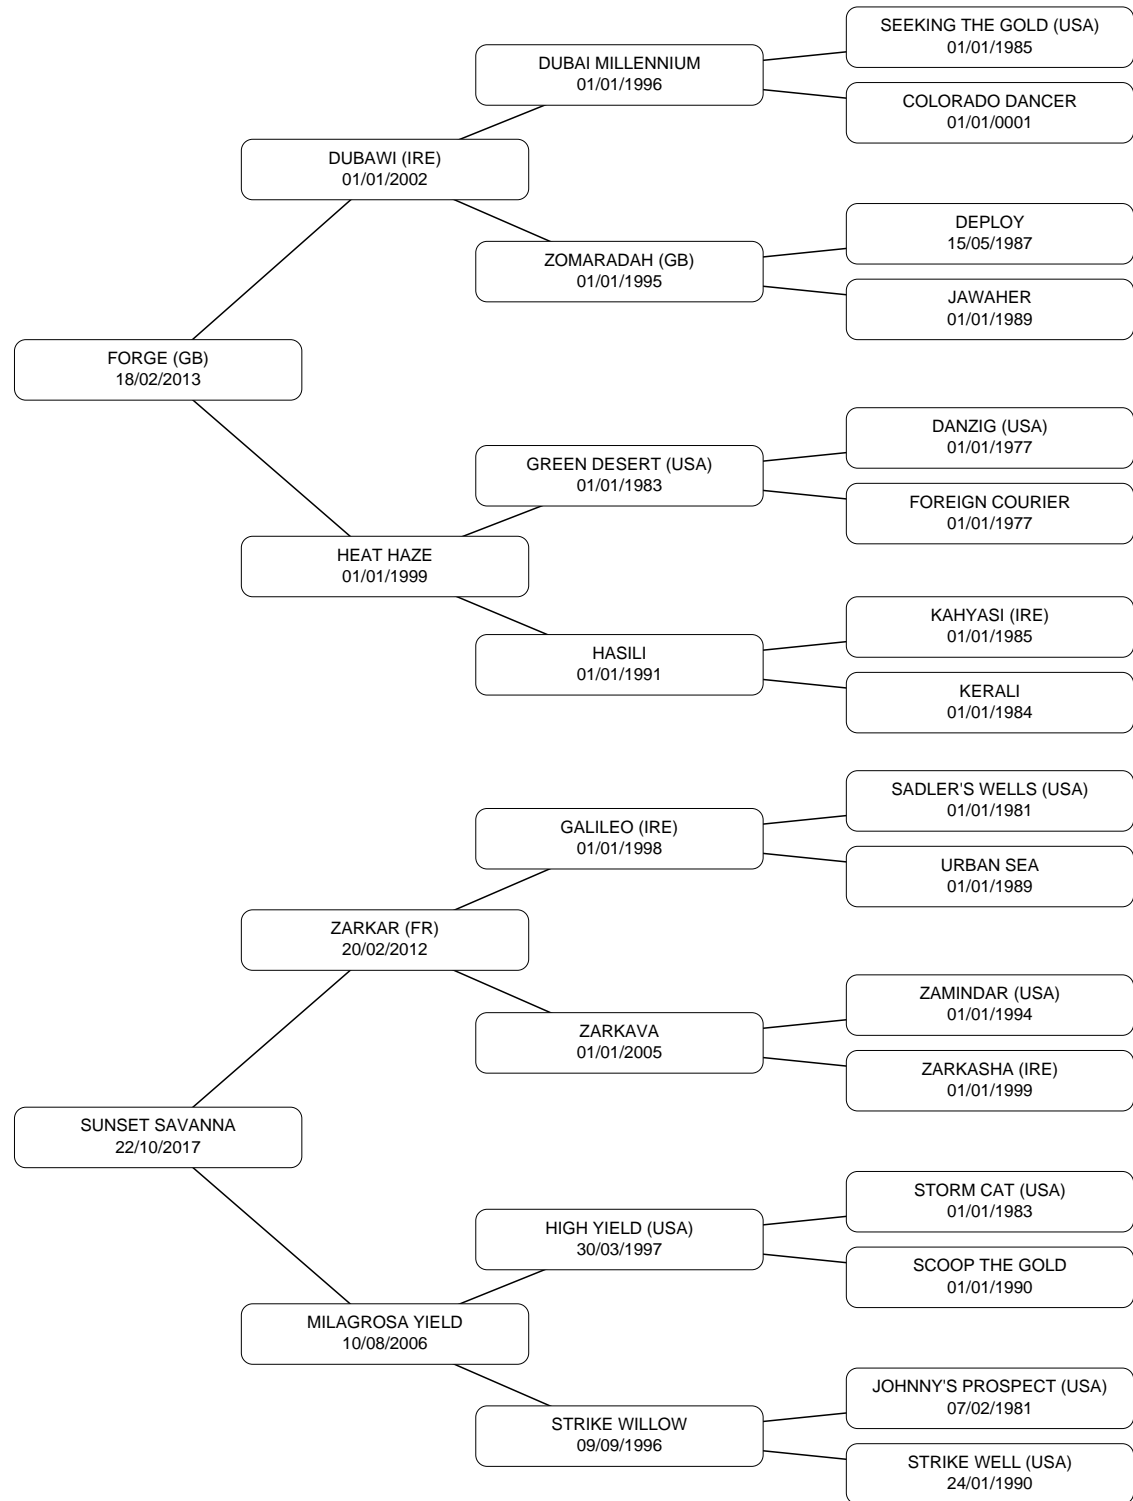 SEEKING THE GOLD (USA)
01/01/1985
DUBAI MILLENNIUM
01/01/1996
COLORADO DANCER
01/01/0001
DUBAWI (IRE)
01/01/2002
DEPLOY
15/05/1987
ZOMARADAH (GB)
01/01/1995
JAWAHER
01/01/1989
FORGE (GB)
18/02/2013
DANZIG (USA)
01/01/1977
GREEN DESERT (USA)
01/01/1983
FOREIGN COURIER
01/01/1977
HEAT HAZE
01/01/1999
KAHYASI (IRE)
01/01/1985
HASILI
01/01/1991
KERALI
01/01/1984
SADLER'S WELLS (USA)
01/01/1981
GALILEO (IRE)
01/01/1998
URBAN SEA
01/01/1989
ZARKAR (FR)
20/02/2012
ZAMINDAR (USA)
01/01/1994
ZARKAVA
01/01/2005
ZARKASHA (IRE)
01/01/1999
SUNSET SAVANNA
22/10/2017
STORM CAT (USA)
01/01/1983
HIGH YIELD (USA)
30/03/1997
SCOOP THE GOLD
01/01/1990
MILAGROSA YIELD
10/08/2006
JOHNNY'S PROSPECT (USA)
07/02/1981
STRIKE WILLOW
09/09/1996
STRIKE WELL (USA)
24/01/1990